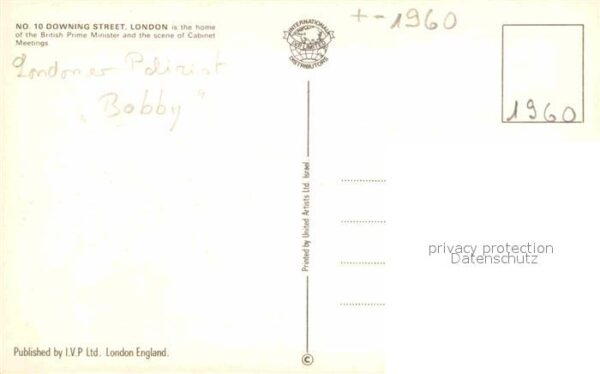 NO. 10 DOWNING STREET, LONDON is the home
of the British Prime Minister and the scene of Cabinet
Meetings
Londoner Polizist
„Bobby"
INTERNATIONAL
DISTRIBUTORS
+-1960
1960
Printed by United Artists Ltd. Israel
privacy protection
Datenschutz
Published by I.V.P Ltd. London England.
©